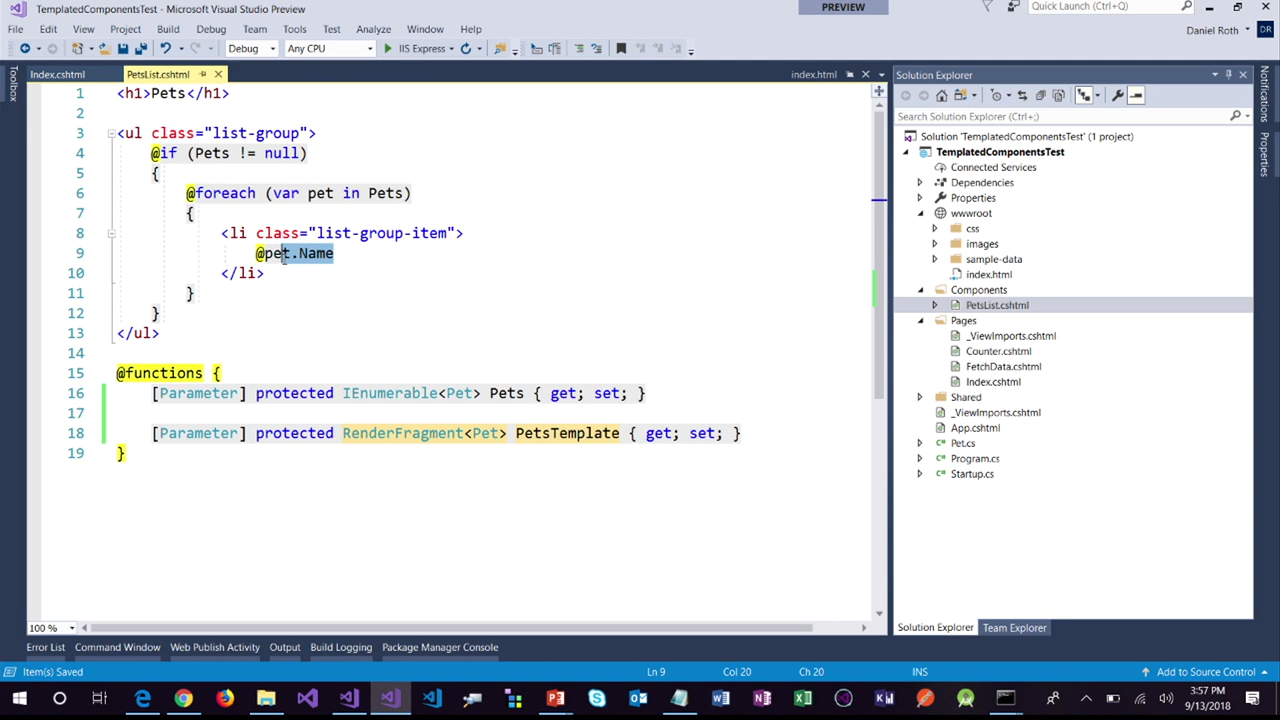 TemplatedComponentsTest - Microsoft Visual Studio Preview
PREVIEW
Quick Launch (Ctrl+Q)
File Edit View Project Build Debug Team Tools Test Analyze Window Help
Daniel Roth
DR
Debug
Any CPU
IIS Express
Toolbox
Index.cshtml
PetsList.cshtml
index.html
1 <h1>Pets</h1>
2
3 <ul class="list-group">
4 @if (Pets != null)
5 {
6 @foreach (var pet in Pets)
7 {
8 <li class="list-group-item">
9 @pet.Name
10 </li>
11 }
12 }
13 </ul>
14
15 @functions {
16 [Parameter] protected IEnumerable<Pet> Pets { get; set; }
17
18 [Parameter] protected RenderFragment<Pet> PetsTemplate { get; set; }
19 }
100 %
Solution Explorer
Search Solution Explorer (Ctrl+;)
Solution 'TemplatedComponentsTest' (1 project)
TemplatedComponentsTest
Connected Services
Dependencies
Properties
wwwroot
css
images
sample-data
index.html
Components
PetsList.cshtml
Pages
_ViewImports.cshtml
Counter.cshtml
FetchData.cshtml
Index.cshtml
Shared
_ViewImports.cshtml
App.cshtml
Pet.cs
Program.cs
Startup.cs
Solution Explorer Team Explorer
Notifications
Properties
Error List Command Window Web Publish Activity Output Build Logging Package Manager Console
Item(s) Saved
Ln 9
Col 20
Ch 20
INS
Add to Source Control
3:57 PM
9/13/2018